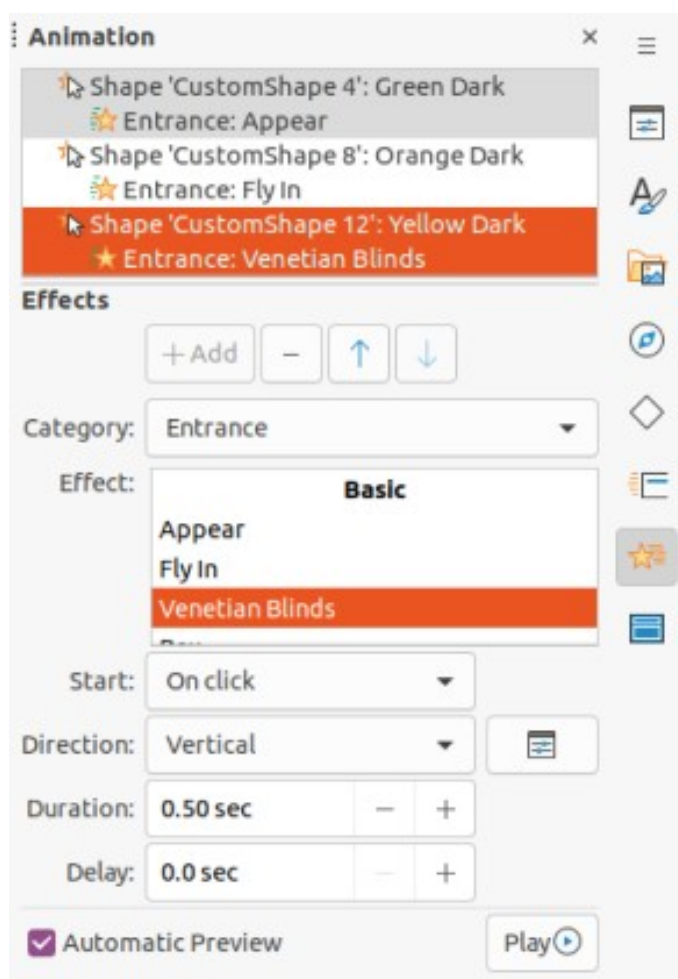 Animation
Shape 'CustomShape 4': Green Dark
Entrance: Appear
Shape 'CustomShape 8': Orange Dark
Entrance: Fly In
Shape 'CustomShape 12': Yellow Dark
Entrance: Venetian Blinds
Effects
+ Add
Category: Entrance
Effect: Basic
Appear
Fly In
Venetian Blinds
Start: On click
Direction: Vertical
Duration: 0.50 sec
Delay: 0.0 sec
Automatic Preview Play